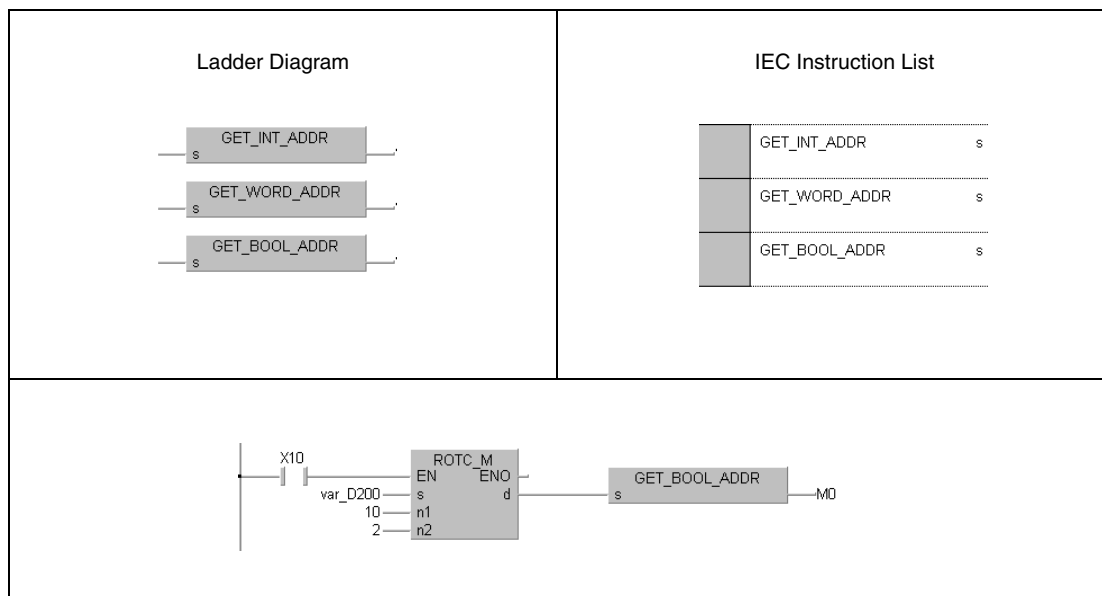 Ladder Diagram
GET_INT_ADDR
s
GET_WORD_ADDR
s
GET_BOOL_ADDR
s
IEC Instruction List
GET_INT_ADDR s
GET_WORD_ADDR s
GET_BOOL_ADDR s
X10
ROTC_M
EN ENO
var_D200 s d
10 n1
2 n2
GET_BOOL_ADDR
s
M0